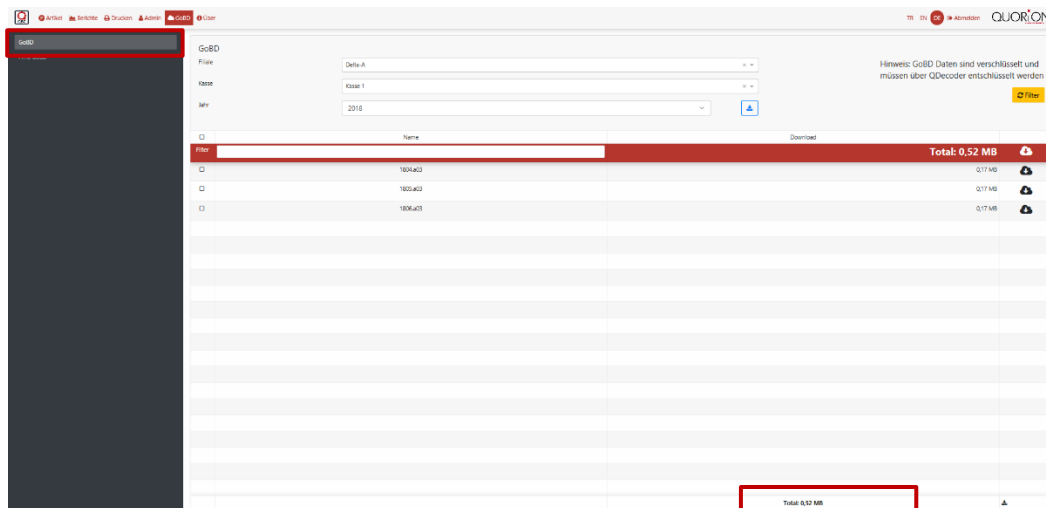 Artikel Berichte Drucken Admin GoBD Über TR EN DE Abmelden QUORION
GoBD
GoBD
Filiale Delta-A
Hinweis: GoBD Daten sind verschlüsselt und
müssen über QDecoder entschlüsselt werden
Kasse Kasse 1
Filter
Jahr 2018
Name Download
Filter Total: 0,52 MB
1804.a03 0,17 MB
1805.a03 0,17 MB
1806.a03 0,17 MB
Total: 0,52 MB